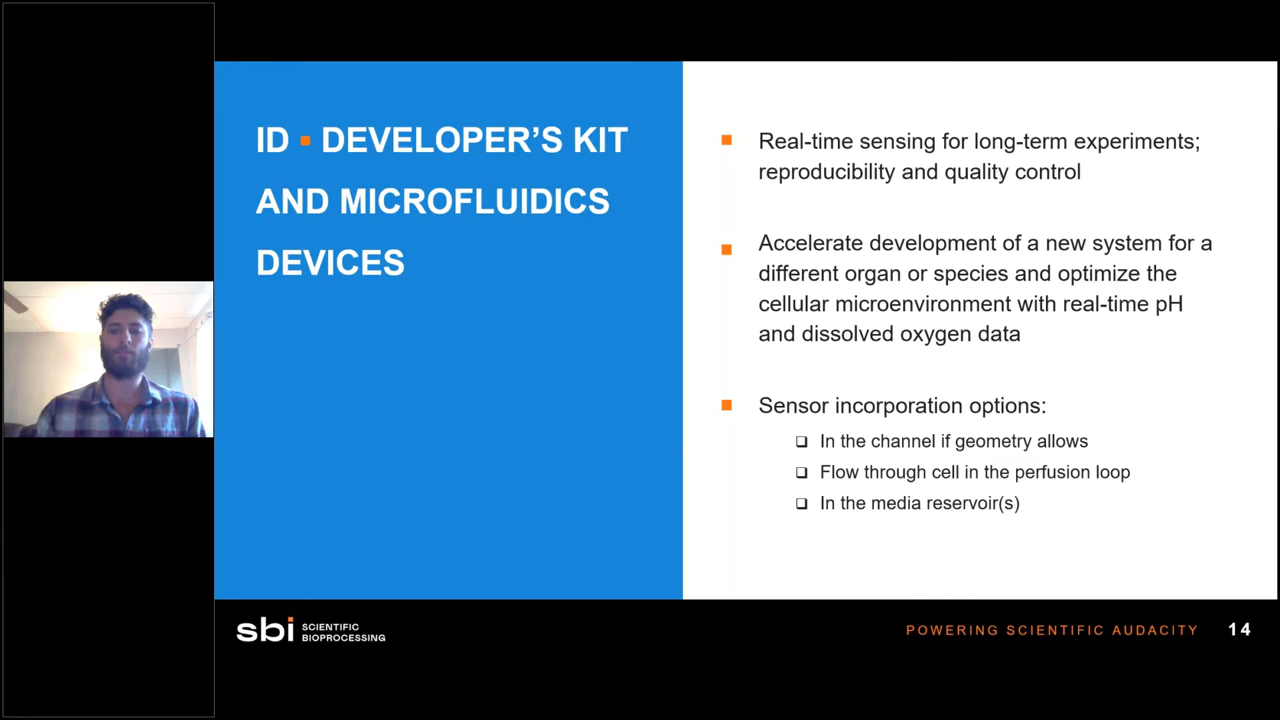 ID ▪ DEVELOPER’S KIT
AND MICROFLUIDICS
DEVICES
Real-time sensing for long-term experiments;
reproducibility and quality control
Accelerate development of a new system for a
different organ or species and optimize the
cellular microenvironment with real-time pH
and dissolved oxygen data
Sensor incorporation options:
In the channel if geometry allows
Flow through cell in the perfusion loop
In the media reservoir(s)
sbi SCIENTIFIC
BIOPROCESSING
POWERING SCIENTIFIC AUDACITY 14